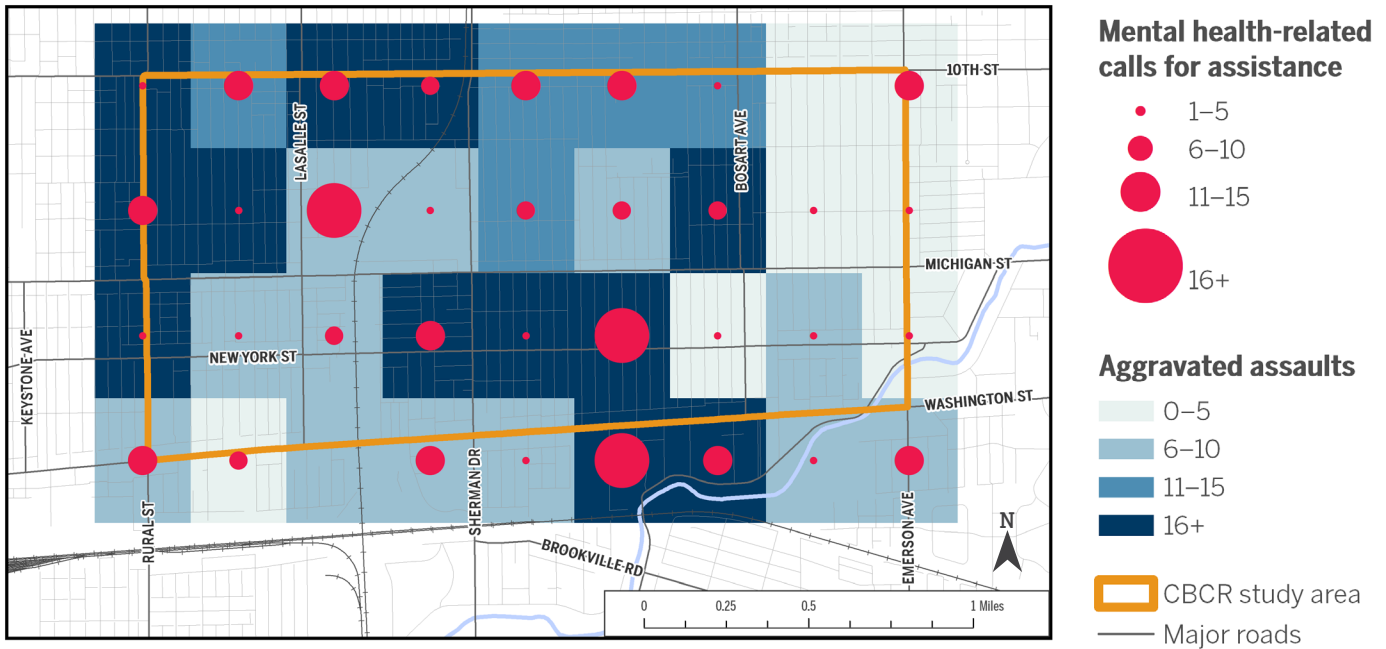 10TH ST
LASALLE ST
BOSART AVE
MICHIGAN ST
KEYSTONE AVE
NEW YORK ST
WASHINGTON ST
RURAL ST
SHERMAN DR
EMERSON AVE
BROOKVILLE RD
N
0 0.25 0.5 1 Miles
Mental health-related
calls for assistance
1–5
6–10
11–15
16+
Aggravated assaults
0–5
6–10
11–15
16+
CBCR study area
Major roads